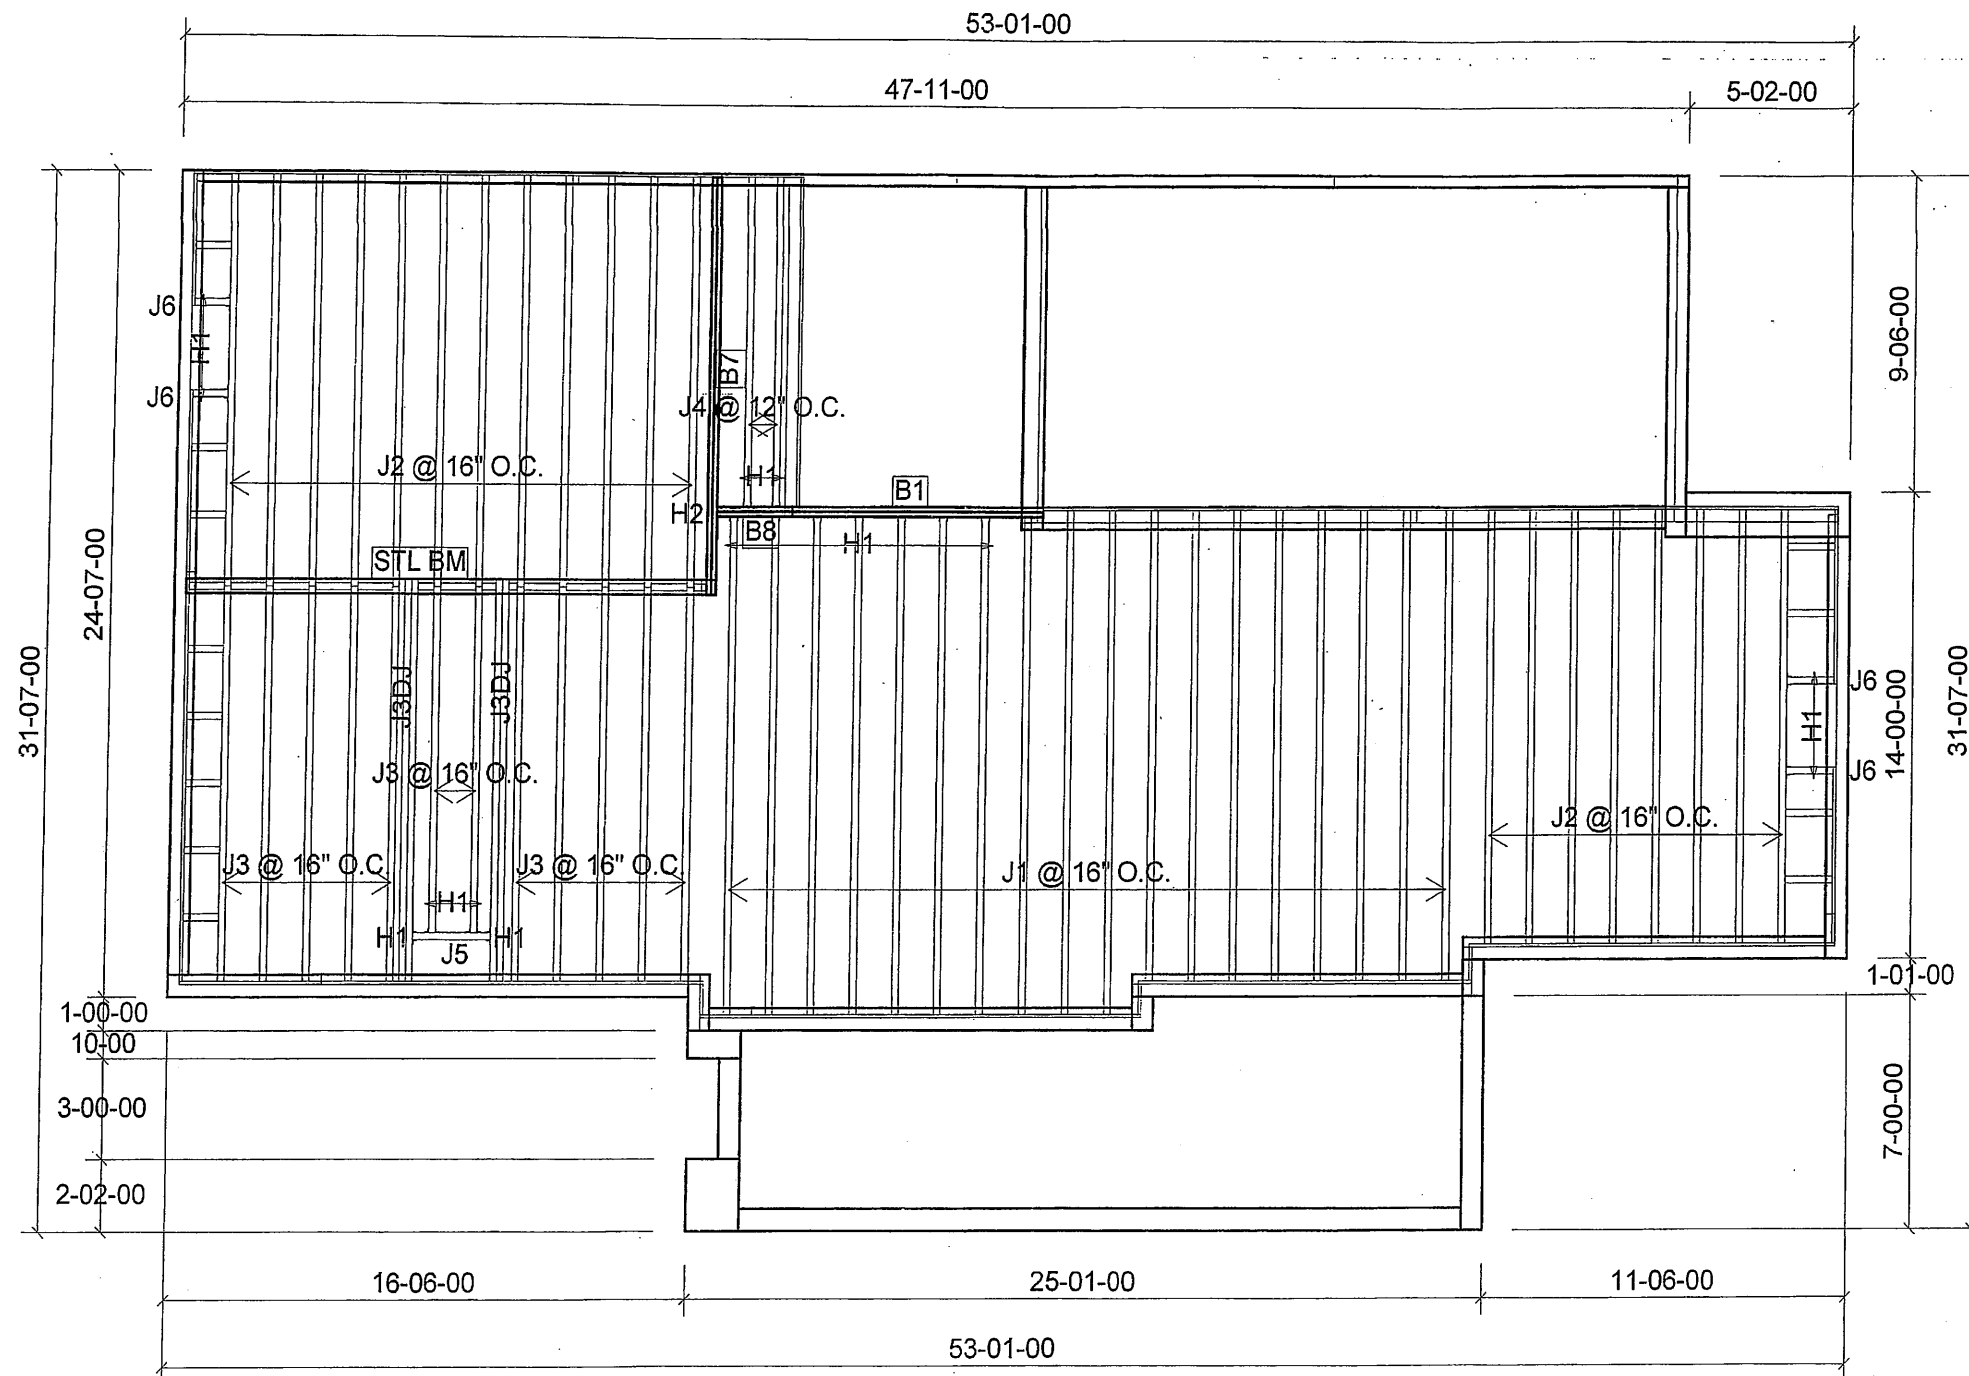 53-01-00
47-11-00
5-02-00
J6
H1
J6
B7
J4 @ 12" O.C.
9-06-00
J2 @ 16" O.C.
H1
B1
H2
B8
H1
STL BM
24-07-00
31-07-00
J3DJ
J3DJ
J6
H1
J6
14-00-00
31-07-00
J3 @ 16" O.C.
J2 @ 16" O.C.
J3 @ 16" O.C.
J3 @ 16" O.C.
J1 @ 16" O.C.
H1
H1
H1
J5
1-01-00
1-00-00
10-00
3-00-00
7-00-00
2-02-00
16-06-00
25-01-00
11-06-00
53-01-00